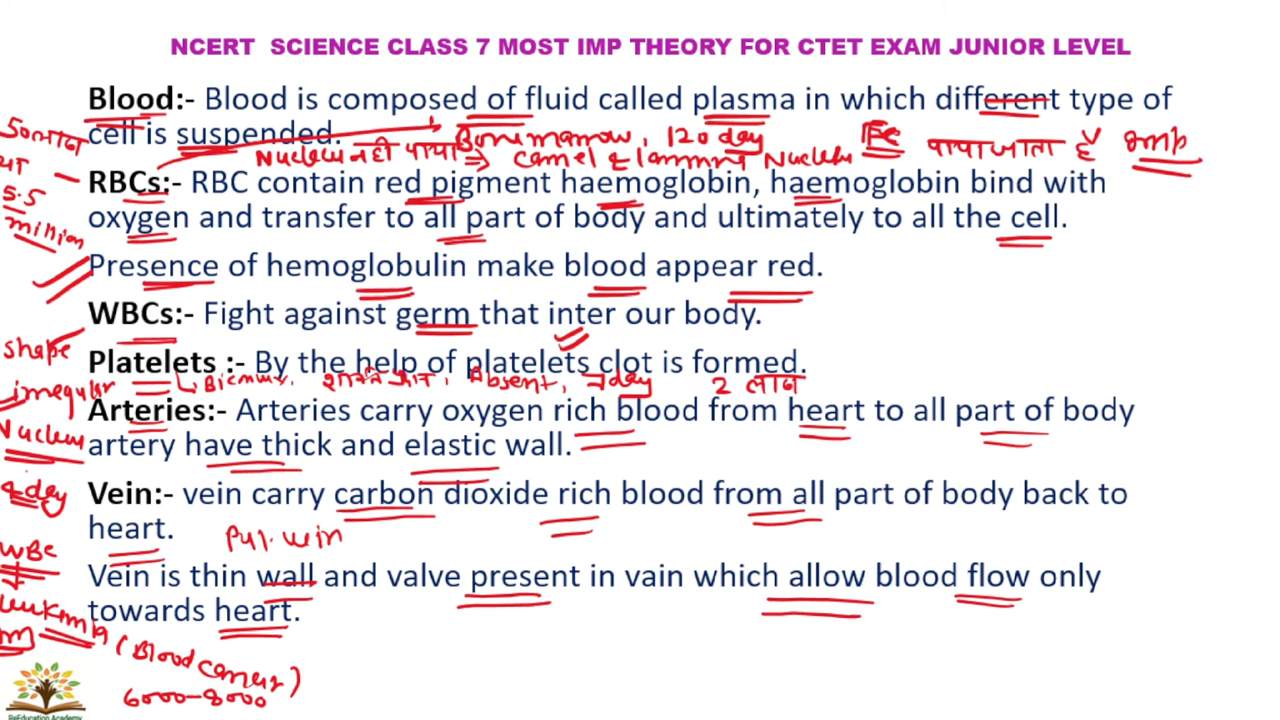 NCERT SCIENCE CLASS 7 MOST IMP THEORY FOR CTET EXAM JUNIOR LEVEL
Blood:- Blood is composed of fluid called plasma in which different type of
cell is suspended.
Bonemarrow, 120 day Fe पाया जाता है
Nucleus नही पाया Camel Nucleus
5.5
million
RBCs:- RBC contain red pigment haemoglobin, haemoglobin bind with
oxygen and transfer to all part of body and ultimately to all the cell.
Presence of hemoglobulin make blood appear red.
WBCs:- Fight against germ that inter our body.
shape
irregular
Nucleus
day
WBC
Platelets :- By the help of platelets clot is formed.
Absent, 7 day 2 लाख
Arteries:- Arteries carry oxygen rich blood from heart to all part of body
artery have thick and elastic wall.
Vein:- vein carry carbon dioxide rich blood from all part of body back to
heart.
Pul. vein
Vein is thin wall and valve present in vain which allow blood flow only
towards heart.
(Blood cancer)
6000-8000
ReEducation Academy